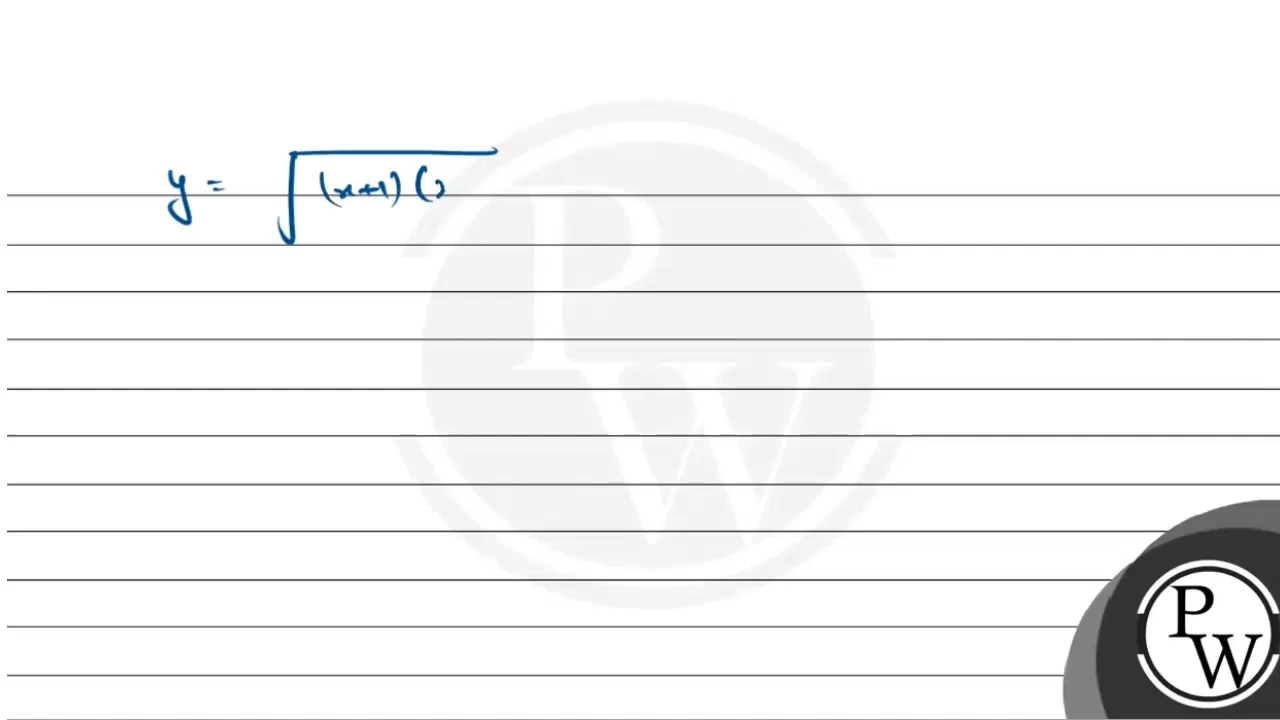 y = √(x+1) (
P
W
P
W